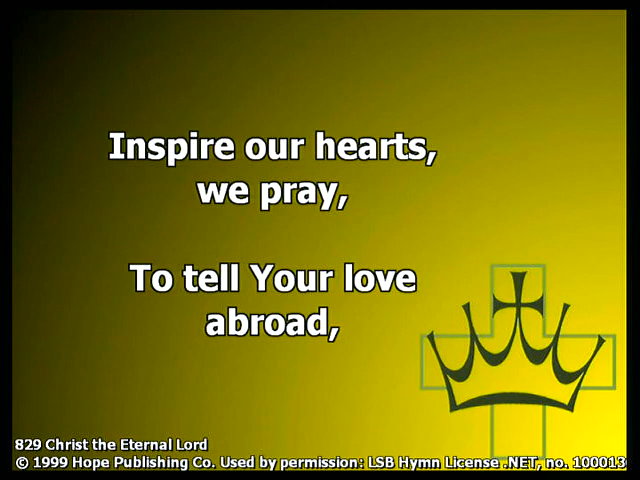 Inspire our hearts,
we pray,
To tell Your love
abroad,
829 Christ the Eternal Lord
© 1999 Hope Publishing Co. Used by permission: LSB Hymn License .NET, no. 100013